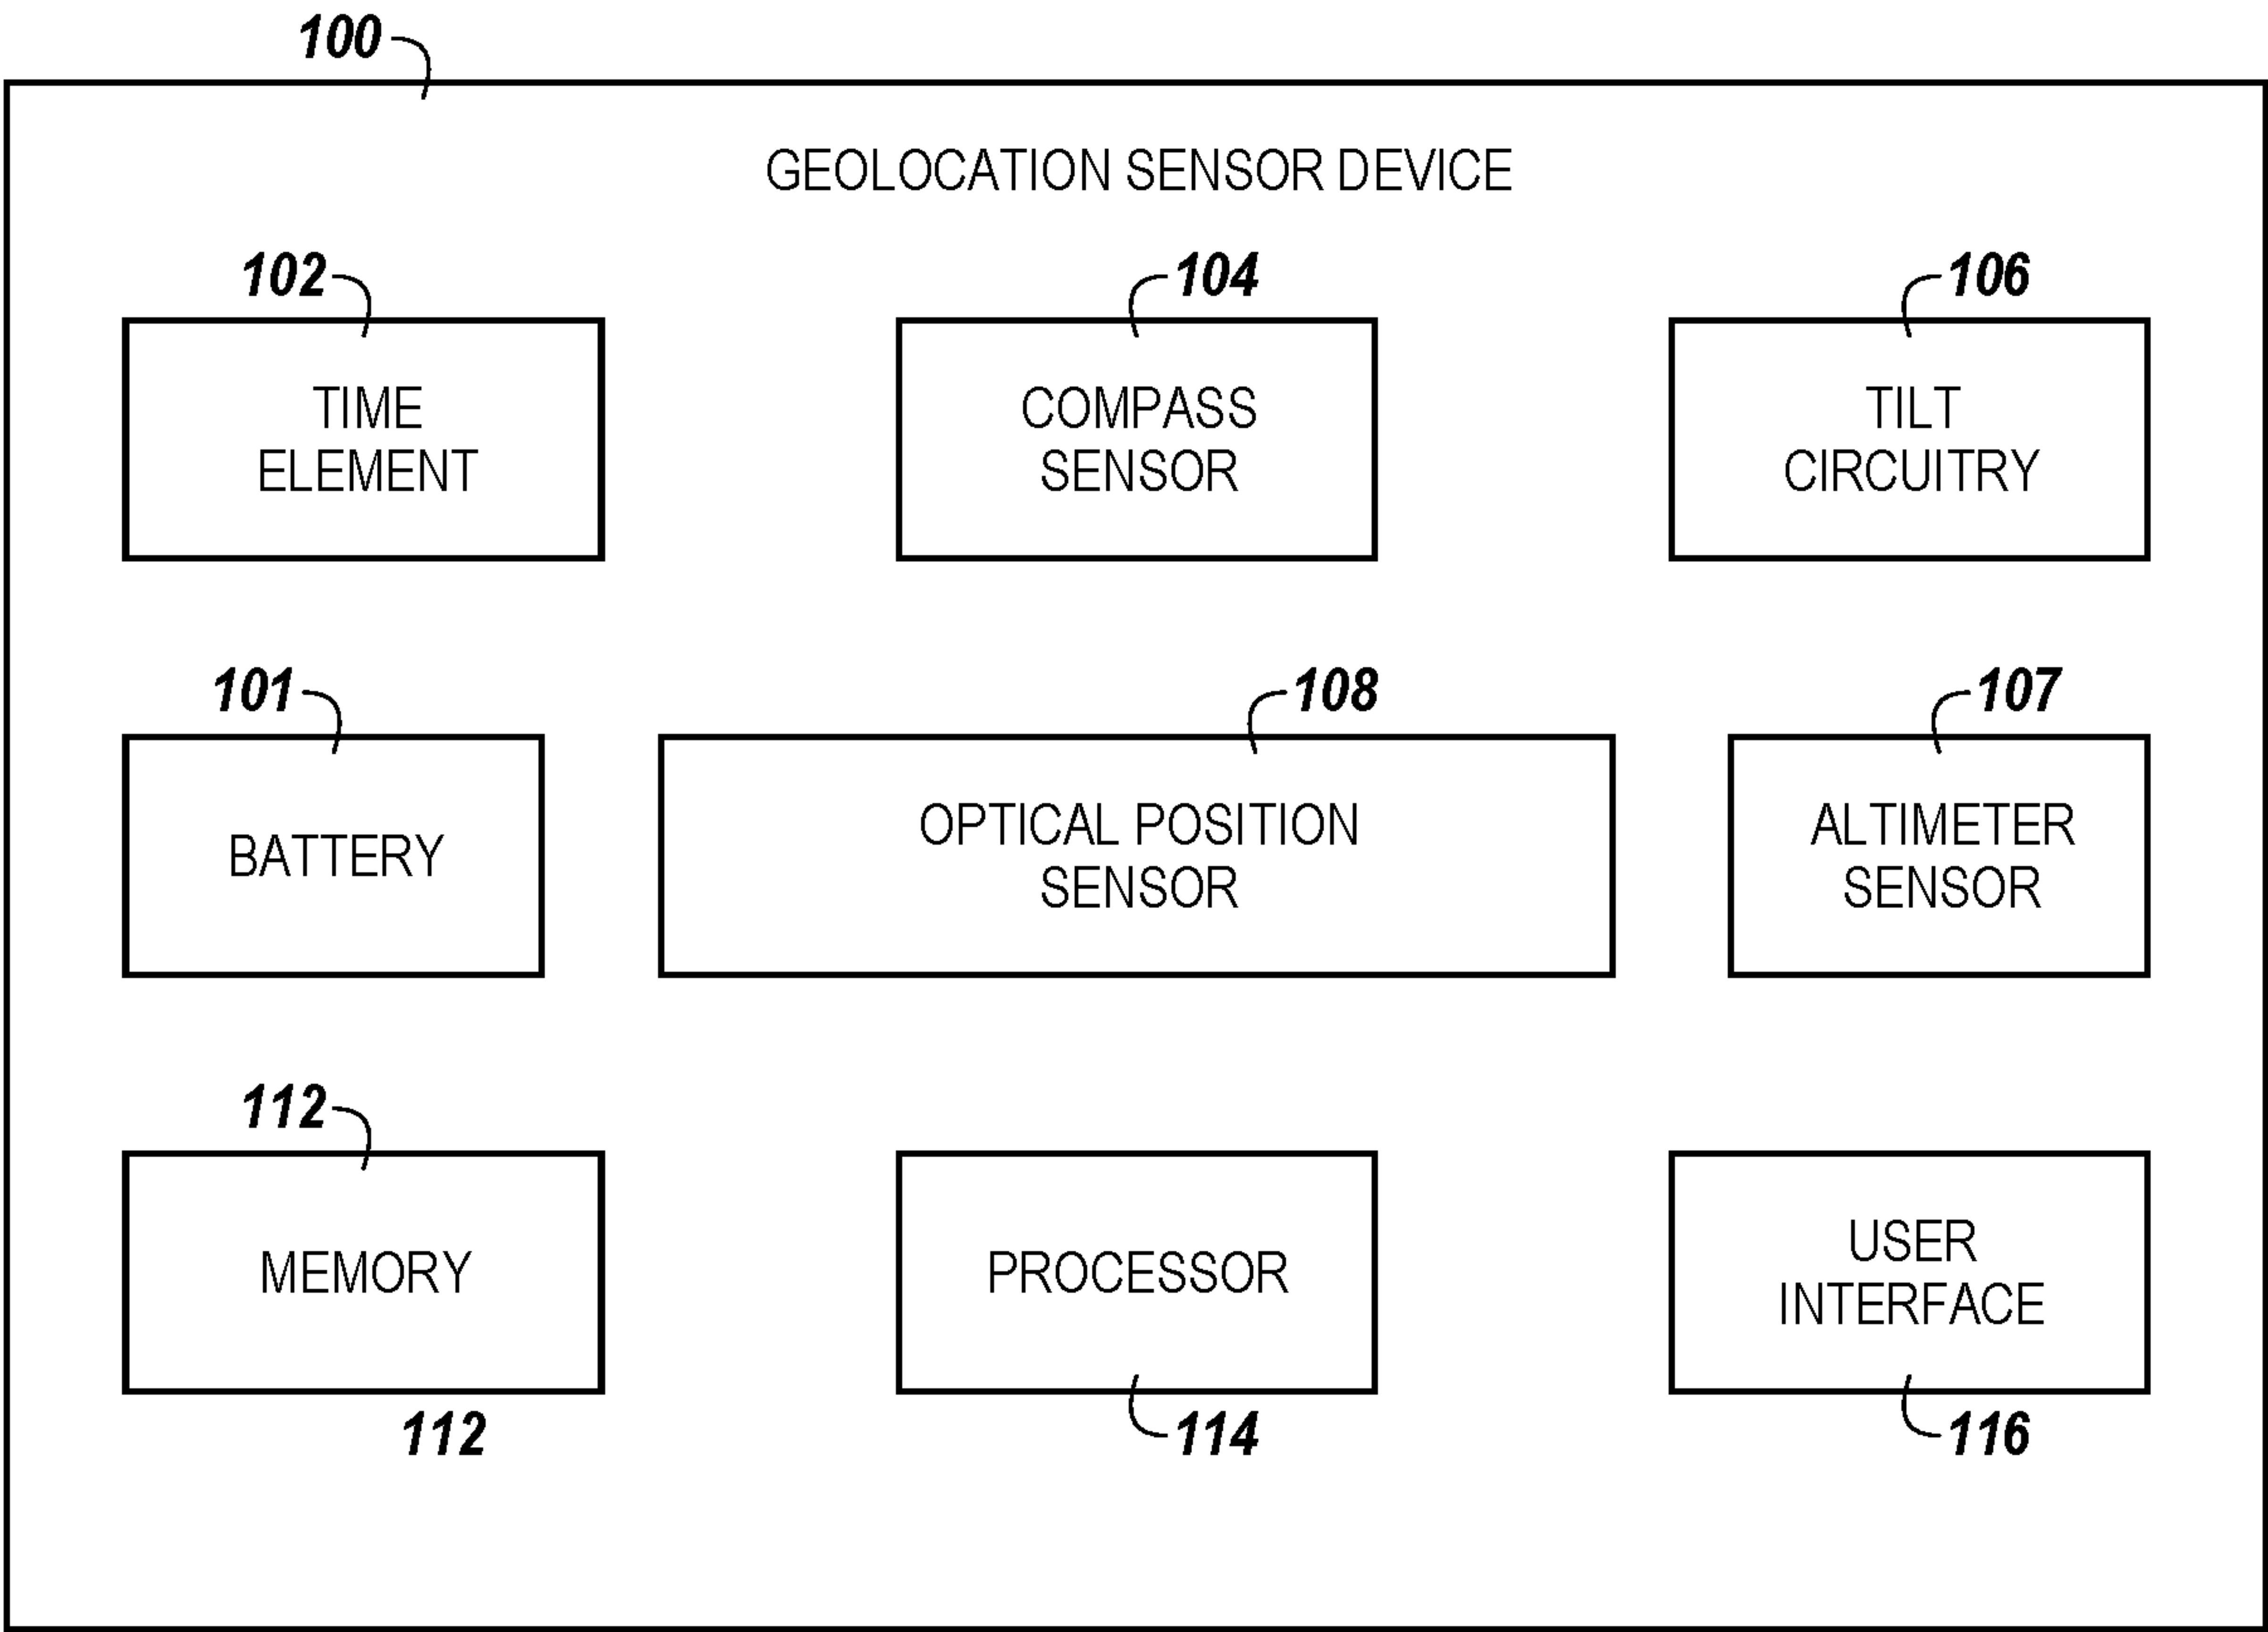 100
GEOLOCATION SENSOR DEVICE
102
104
106
TIME
ELEMENT
COMPASS
SENSOR
TILT
CIRCUITRY
101
108
107
BATTERY
OPTICAL POSITION
SENSOR
ALTIMETER
SENSOR
112
MEMORY
PROCESSOR
USER
INTERFACE
112
114
116